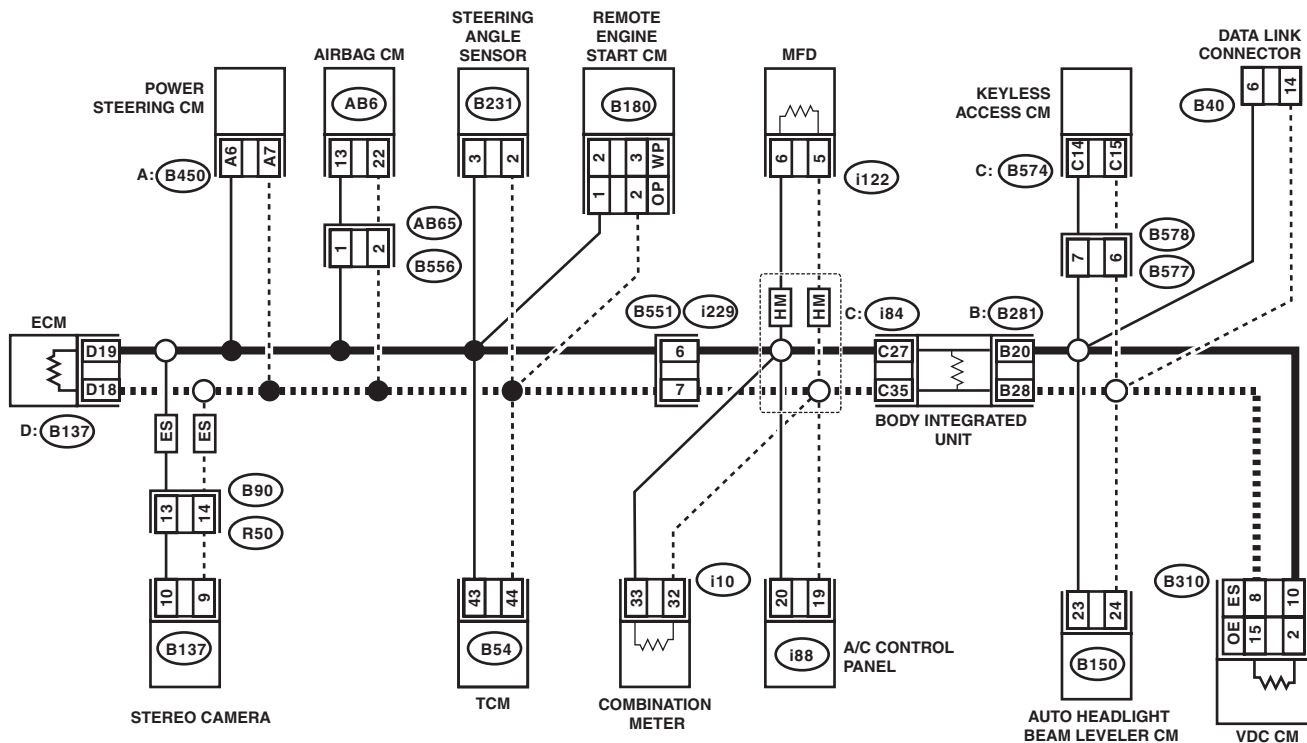 STEERING
ANGLE
SENSOR
REMOTE
ENGINE
START CM
DATA LINK
CONNECTOR
AIRBAG CM
MFD
POWER
STEERING CM
KEYLESS
ACCESS CM
AB6
B231
B180
6
14
B40
A6
A7
13
22
3
2
2
3
WP
1
2
OP
6
5
C14
C15
A: B450
i122
C: B574
1
2
AB65
B556
7
6
B578
B577
HM
HM
ECM
B551
i229
C: i84
B: B281
D19
D18
6
7
C27
C35
B20
B28
D: B137
BODY INTEGRATED
UNIT
ES
ES
13
14
B90
R50
10
9
43
44
33
32
i10
20
19
23
24
B310
ES
8
10
OE
15
2
B137
B54
i88
A/C CONTROL
PANEL
B150
STEREO CAMERA
TCM
COMBINATION
METER
AUTO HEADLIGHT
BEAM LEVELER CM
VDC CM